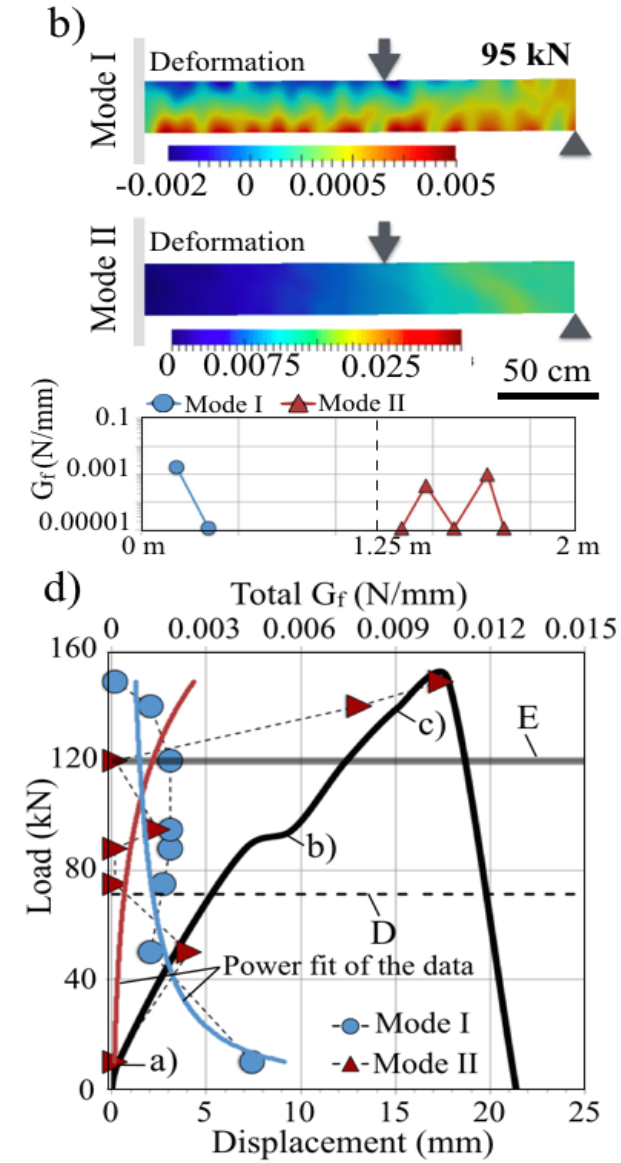 b)
Mode I
Deformation
95 kN
-0.002 0 0.0005 0.005
Mode II
Deformation
0 0.0075 0.025
50 cm
Mode I Mode II
Gf (N/mm)
0.1
0.001
0.00001
0 m 1.25 m 2 m
d)
Total Gf (N/mm)
0 0.003 0.006 0.009 0.012 0.015
Load (kN)
160
120
80
40
0
E
c)
b)
D
Power fit of the data
a)
Mode I
Mode II
0 5 10 15 20 25
Displacement (mm)